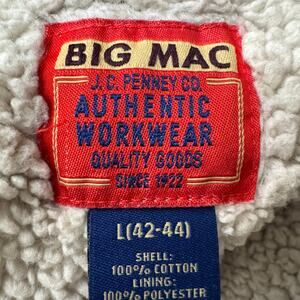 BIG MAC
J.C. PENNEY CO.
AUTHENTIC
WORKWEAR
QUALITY GOODS
SINCE 1922
L(42-44)
SHELL:
100% COTTON
LINING:
100% POLYESTER